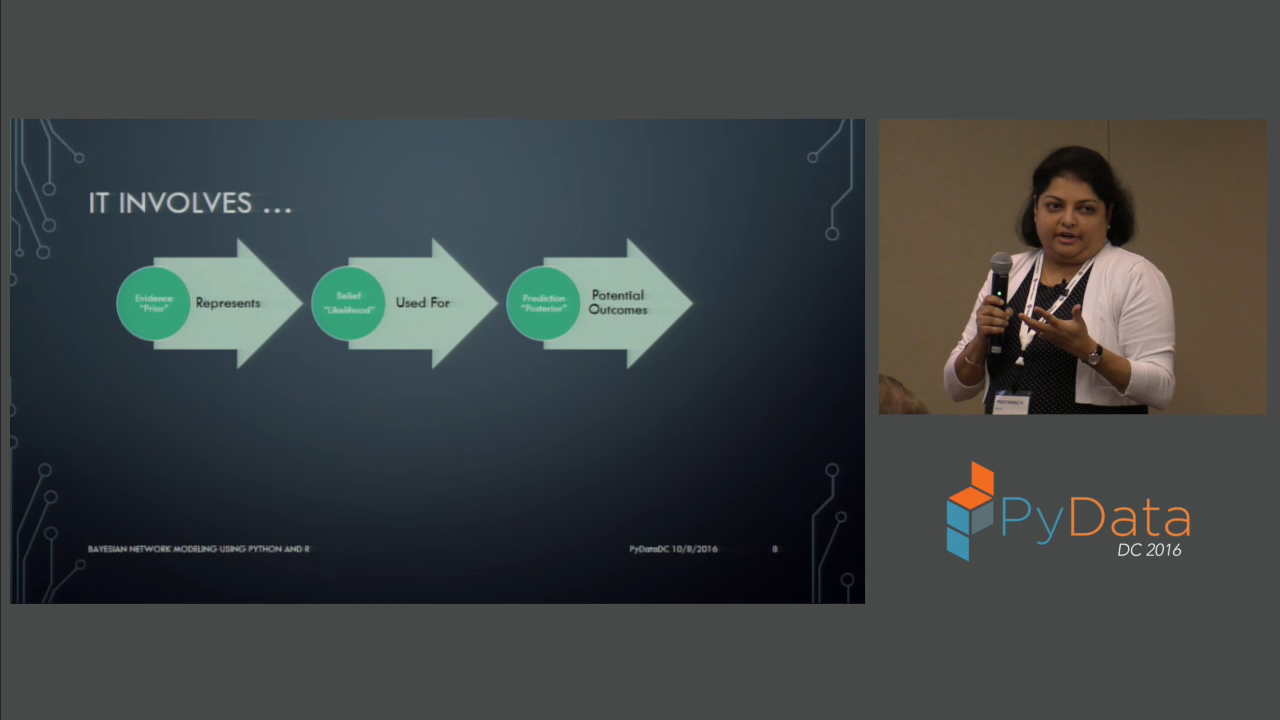 IT INVOLVES ...
Evidence
"Prior"
Represents
Belief
"Likelihood"
Used For
Prediction
"Posterior"
Potential
Outcomes
BAYESIAN NETWORK MODELING USING PYTHON AND R
PyDataDC 10/8/2016
8
PyData
DC 2016